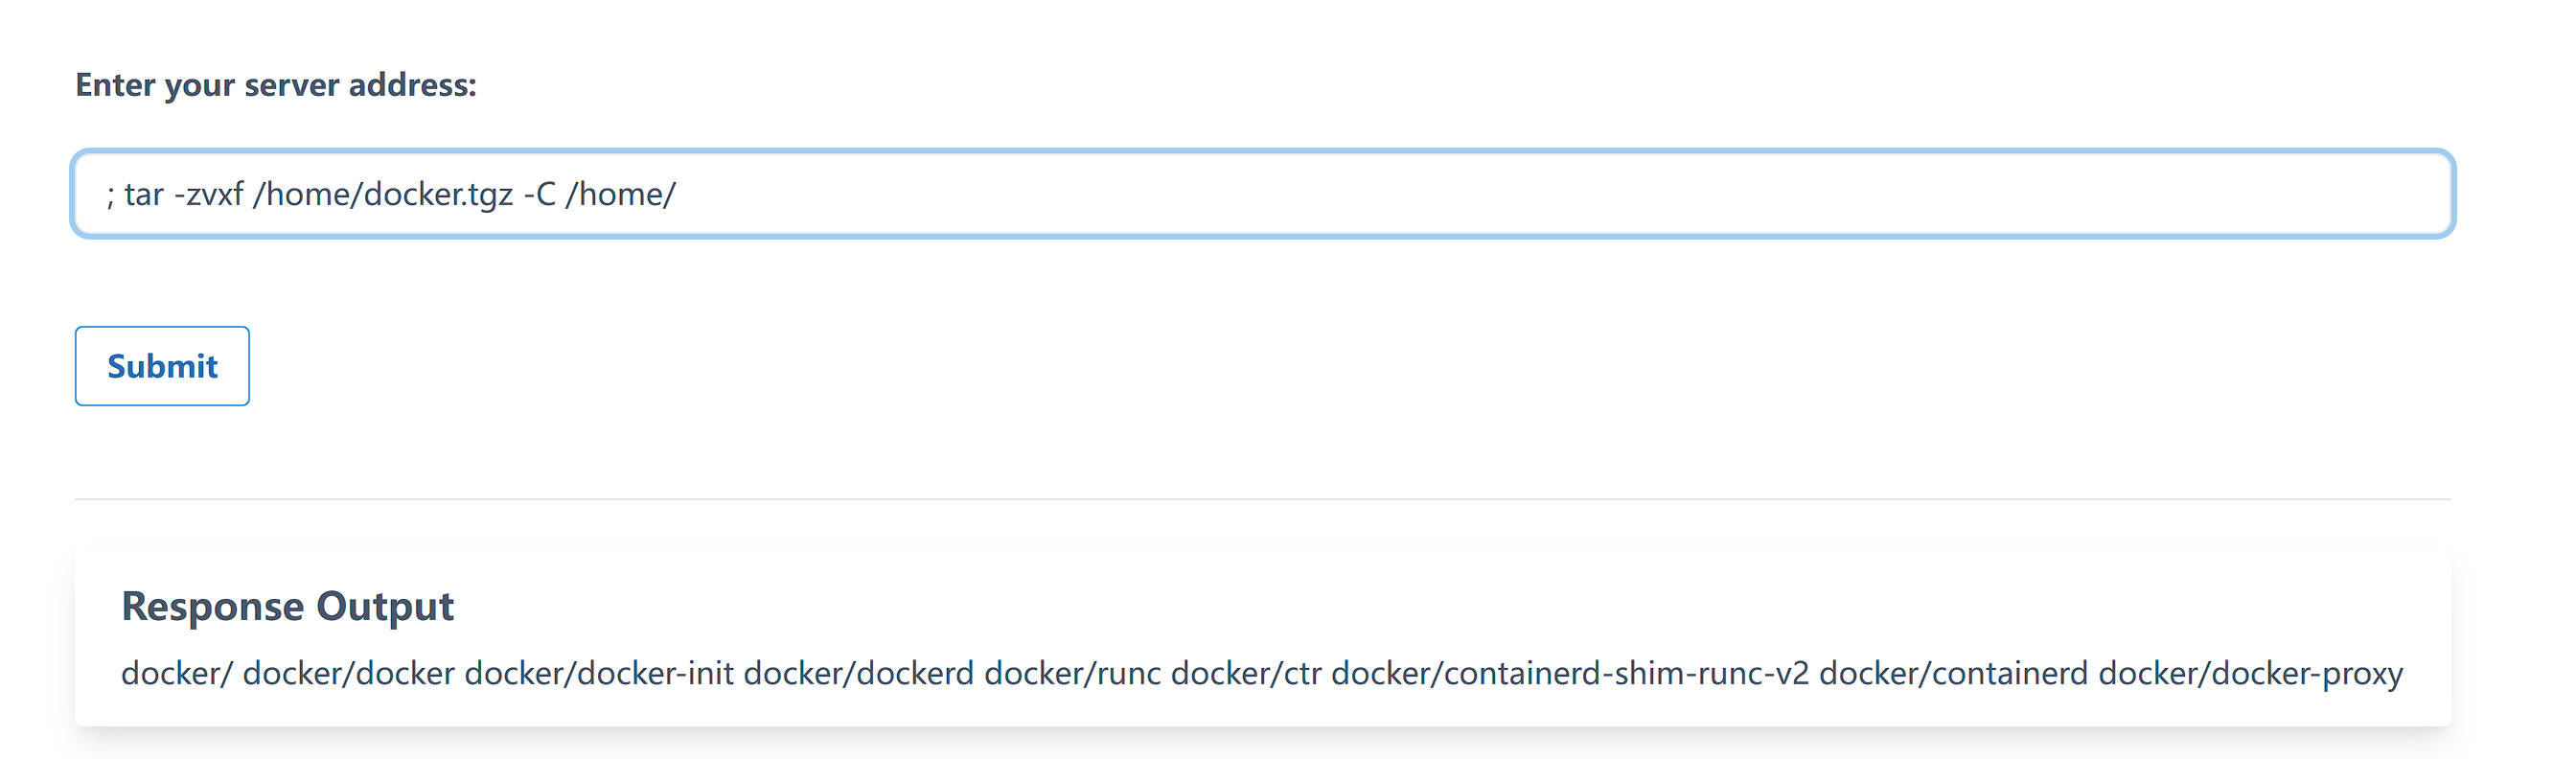 Enter your server address:
; tar -zvxf /home/docker.tgz -C /home/
Submit
Response Output
docker/ docker/docker docker/docker-init docker/dockerd docker/runc docker/ctr docker/containerd-shim-runc-v2 docker/containerd docker/docker-proxy